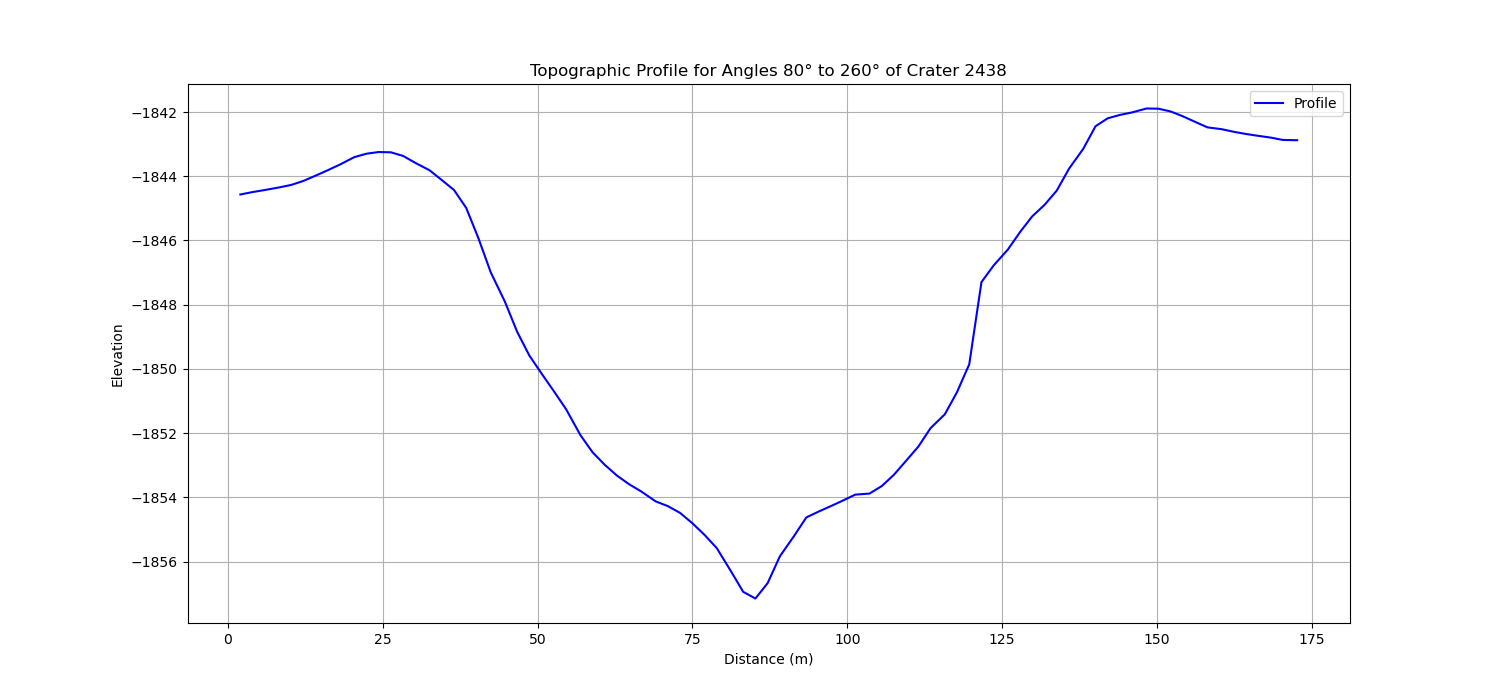 Topographic Profile for Angles 80° to 260° of Crater 2438
Profile
−1842
−1844
−1846
−1848
−1850
−1852
−1854
−1856
Elevation
0 25 50 75 100 125 150 175
Distance (m)